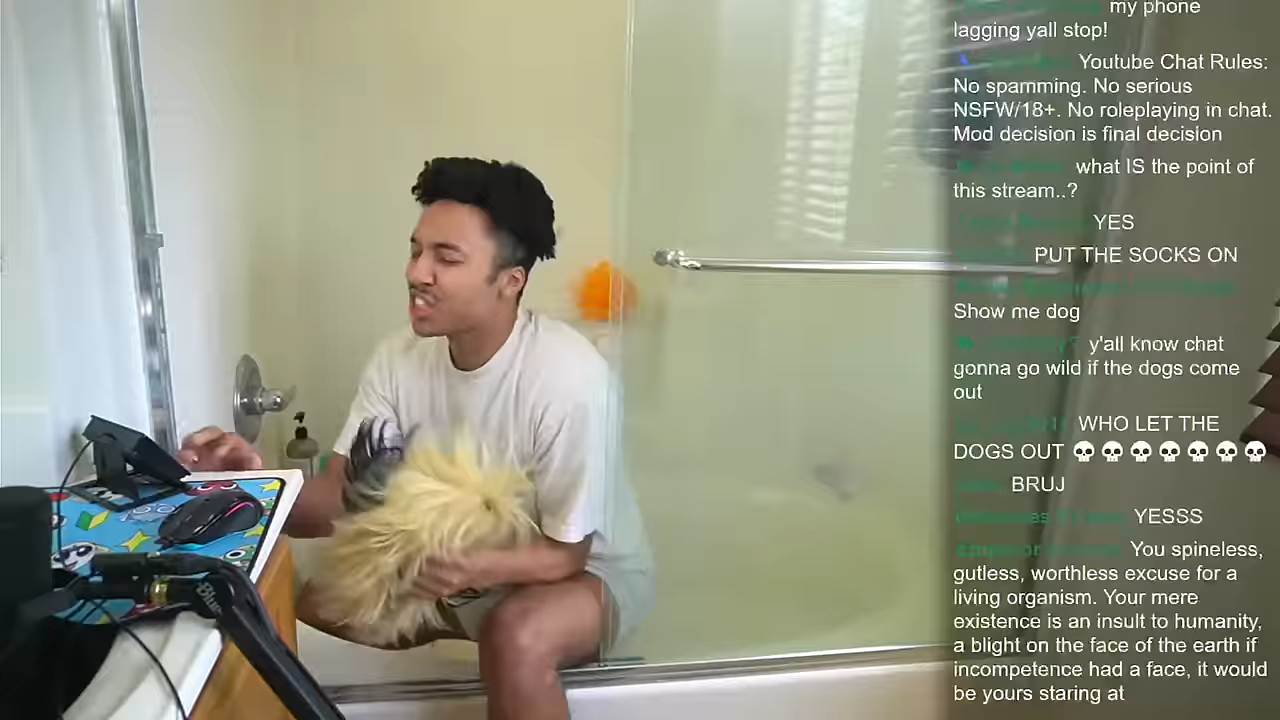 my phone
lagging yall stop!
Youtube Chat Rules:
No spamming. No serious
NSFW/18+. No roleplaying in chat.
Mod decision is final decision
what IS the point of
this stream..?
YES
PUT THE SOCKS ON
Show me dog
y'all know chat
gonna go wild if the dogs come
out
WHO LET THE
DOGS OUT 💀💀💀💀💀💀💀
BRUJ
YESSS
You spineless,
gutless, worthless excuse for a
living organism. Your mere
existence is an insult to humanity,
a blight on the face of the earth if
incompetence had a face, it would
be yours staring at
Blue